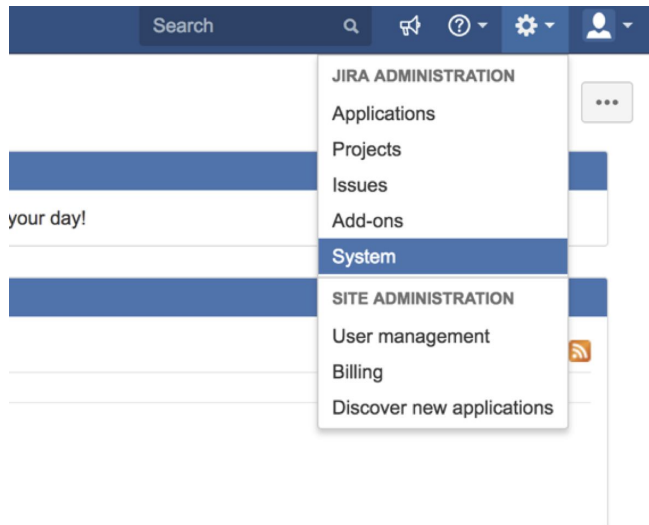 Search
JIRA ADMINISTRATION
Applications
Projects
Issues
your day!
Add-ons
System
SITE ADMINISTRATION
User management
Billing
Discover new applications